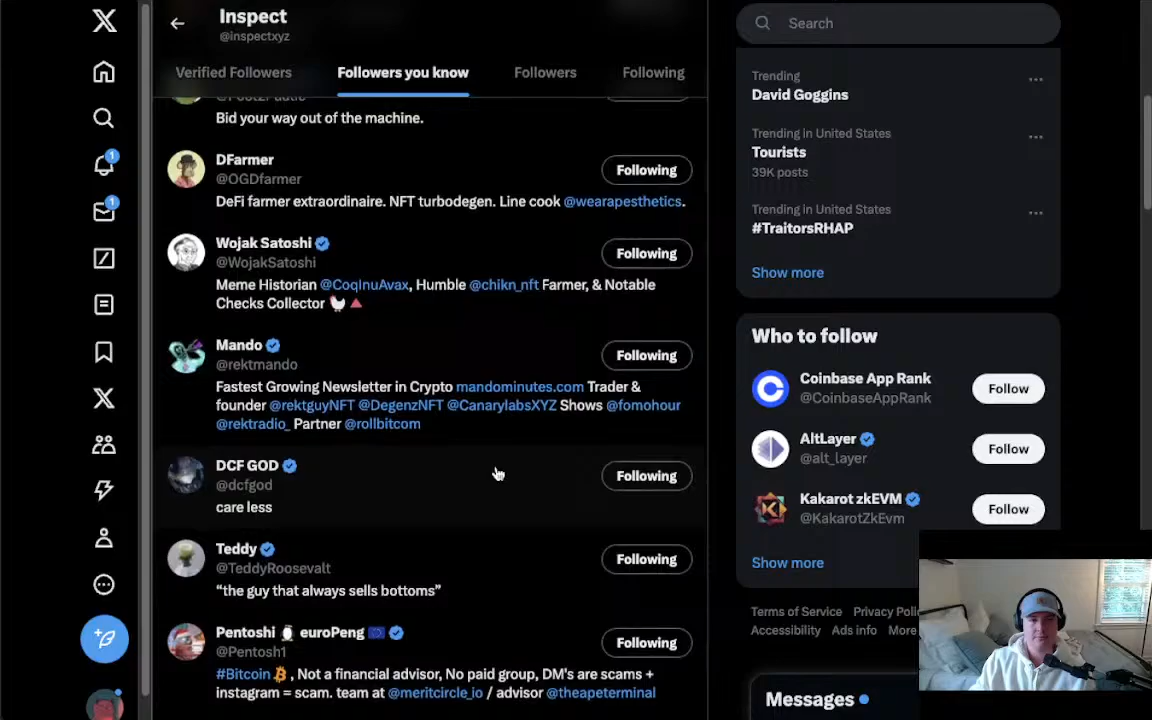 Inspect
@inspectxyz
Verified Followers
Followers you know
Followers
Following
Bid your way out of the machine.
DFarmer
@OGDfarmer
Following
DeFi farmer extraordinaire. NFT turbodegen. Line cook @wearapesthetics.
Wojak Satoshi
@WojakSatoshi
Following
Meme Historian @CoqInuAvax, Humble @chikn_nft Farmer, & Notable
Checks Collector
Mando
@rektmando
Following
Fastest Growing Newsletter in Crypto mandominutes.com Trader &
founder @rektguyNFT @DegenzNFT @CanarylabsXYZ Shows @fomohour
@rektradio_ Partner @rollbitcom
DCF GOD
@dcfgod
Following
care less
Teddy
@TeddyRoosevalt
Following
“the guy that always sells bottoms”
Pentoshi 🐧 euroPeng 🇪🇺
@Pentosh1
Following
#Bitcoin , Not a financial advisor, No paid group, DM's are scams +
instagram = scam. team at @meritcircle_io / advisor @theapeterminal
Search
Trending
David Goggins
Trending in United States
Tourists
39K posts
Trending in United States
#TraitorsRHAP
Show more
Who to follow
Coinbase App Rank
@CoinbaseAppRank
Follow
AltLayer
@alt_layer
Follow
Kakarot zkEVM
@KakarotZkEvm
Follow
Show more
Terms of Service Privacy
Accessibility Ads info More
Messages
1
1